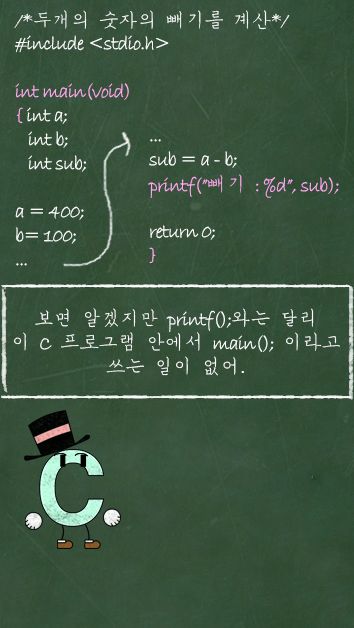 /*두개의 숫자의 빼기를 계산*/
#include <stdio.h>
int main(void)
{ int a;
int b;
int sub;
a = 400;
b= 100;
...
...
sub = a - b;
printf("빼기 : %d", sub);
return 0;
}
보면 알겠지만 printf();와는 달리
이 C 프로그램 안에서 main(); 이라고
쓰는 일이 없어.
C